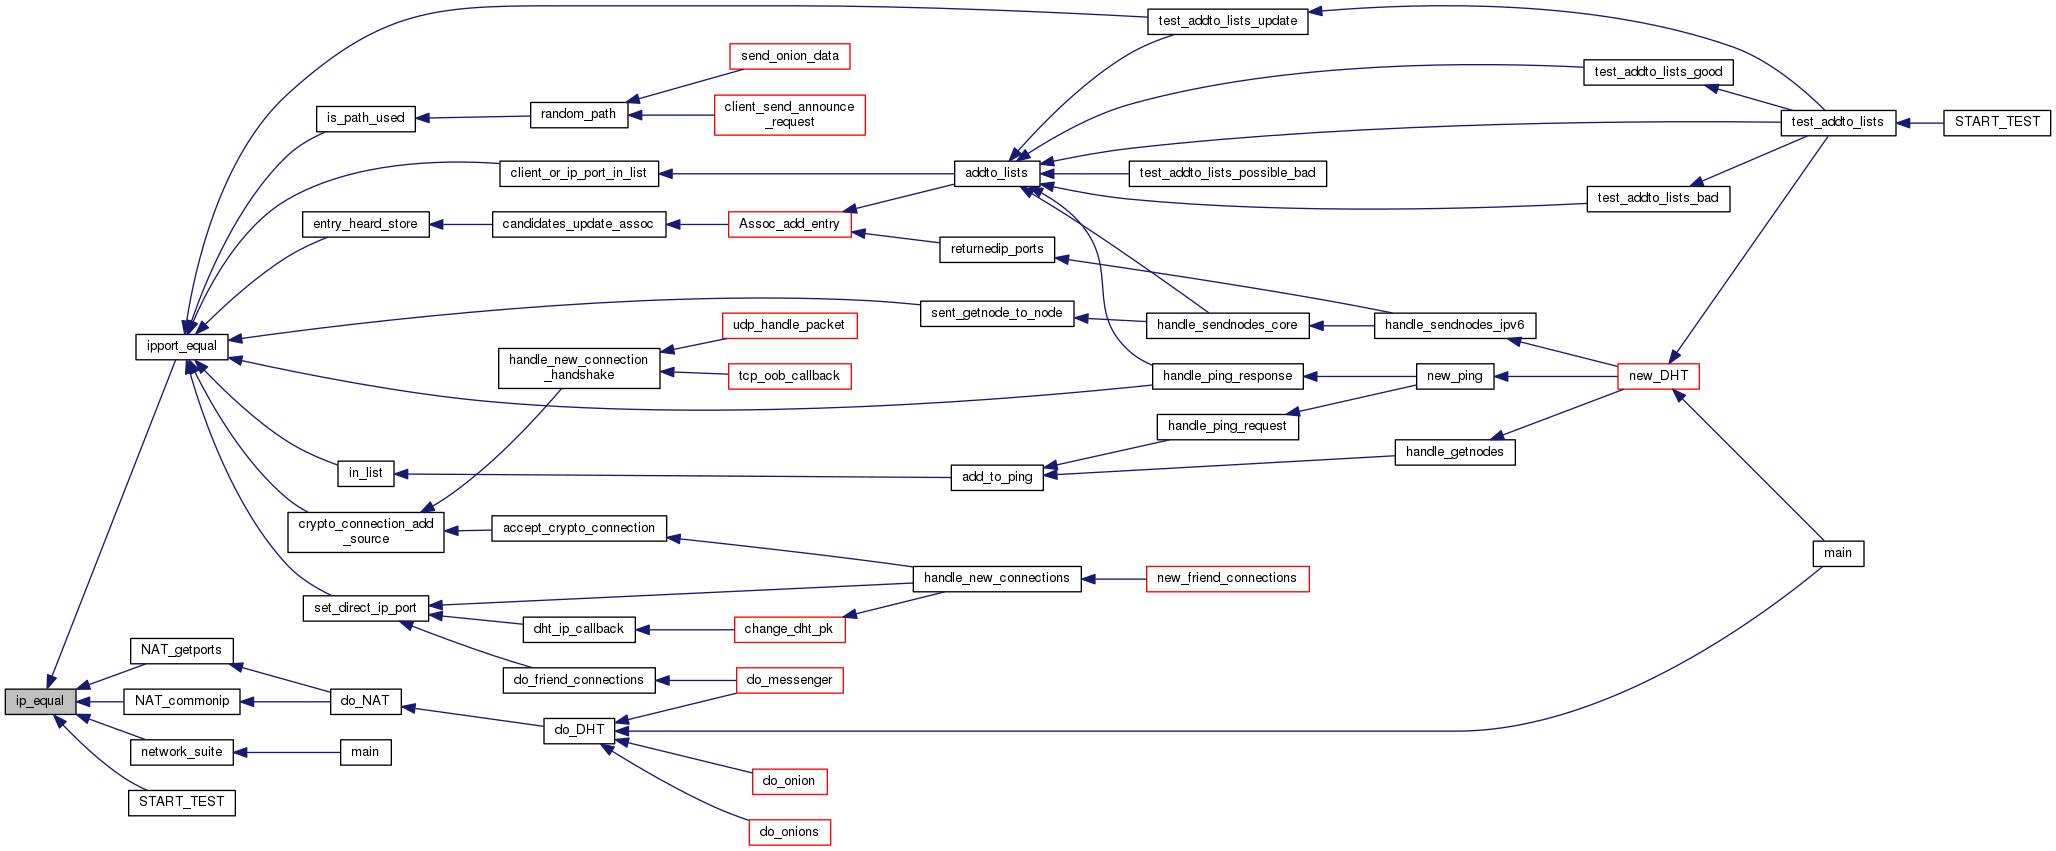 test_addto_lists_update
send_onion_data
test_addto_lists_good
client_send_announce
_request
is_path_used
random_path
test_addto_lists
START_TEST
client_or_ip_port_in_list
addto_lists
test_addto_lists_possible_bad
test_addto_lists_bad
entry_heard_store
candidates_update_assoc
Assoc_add_entry
returnedip_ports
sent_getnode_to_node
udp_handle_packet
handle_sendnodes_core
handle_sendnodes_ipv6
ipport_equal
handle_new_connection
_handshake
tcp_oob_callback
handle_ping_response
new_ping
new_DHT
handle_ping_request
handle_getnodes
in_list
add_to_ping
crypto_connection_add
_source
accept_crypto_connection
main
handle_new_connections
new_friend_connections
set_direct_ip_port
dht_ip_callback
change_dht_pk
NAT_getports
do_friend_connections
do_messenger
ip_equal
NAT_commonip
do_NAT
do_DHT
network_suite
main
do_onion
START_TEST
do_onions